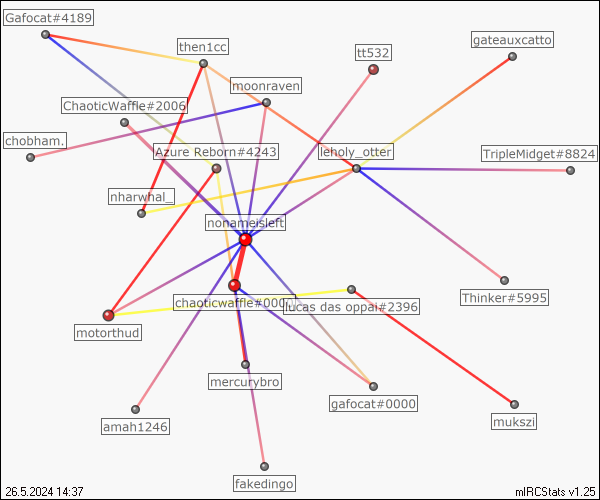 Gafocat#4189
then1cc
gateauxcatto
tt532
moonraven
ChaoticWaffle#2006
chobham.
Azure Reborn#4243
leholy_otter
TripleMidget#8824
nharwhal_
nonameisleft
Thinker#5995
chaoticwaffle#000
lucas das oppai#2396
motorthud
mercurybro
gafocat#0000
mukszi
amah1246
fakedingo
26.5.2024 14:37
mIRCStats v1.25